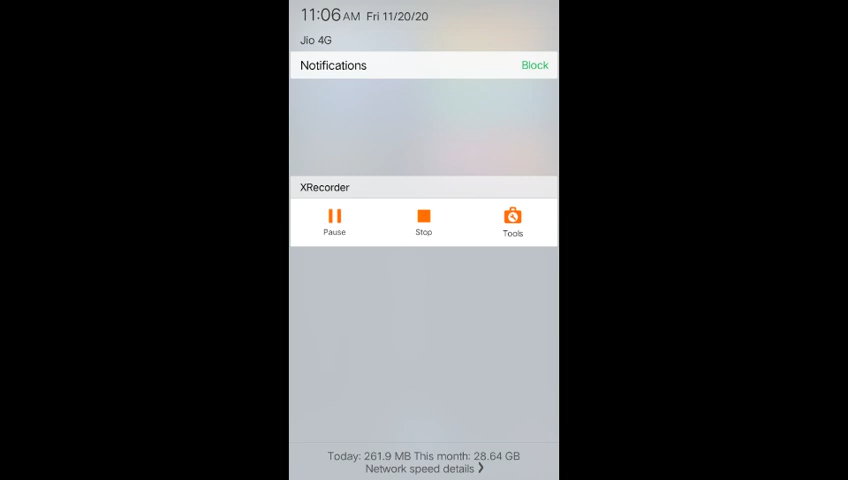 11:06 AM Fri 11/20/20
Jio 4G
Notifications Block
XRecorder
Pause Stop Tools
Today: 261.9 MB This month: 28.64 GB
Network speed details ❯